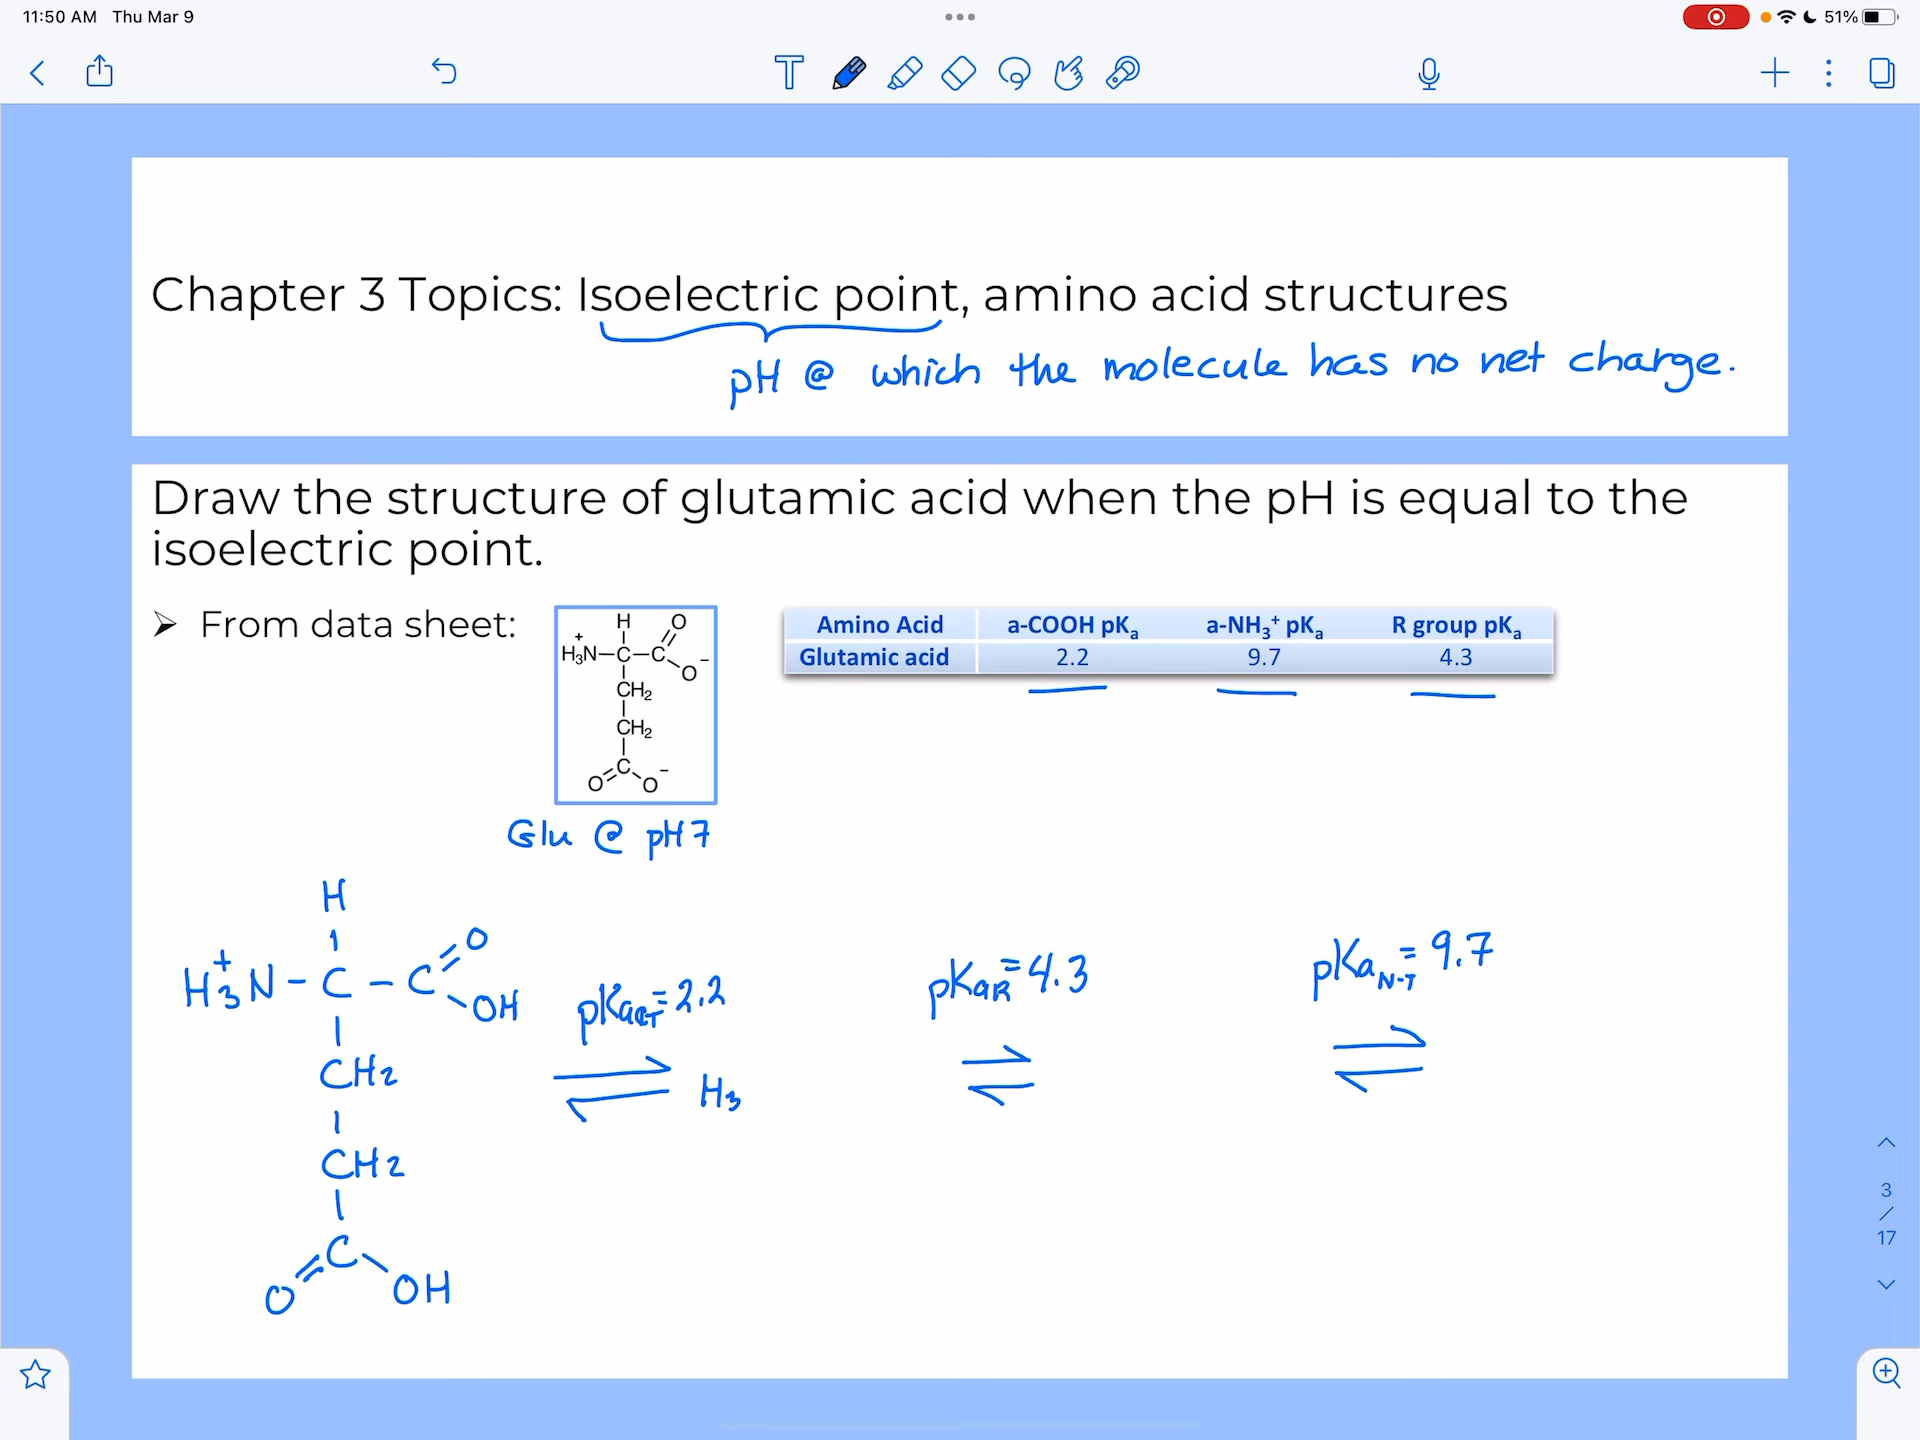 11:50 AM Thu Mar 9
51%
Chapter 3 Topics: Isoelectric point, amino acid structures
pH @ which the molecule has no net charge.
Draw the structure of glutamic acid when the pH is equal to the
isoelectric point.
➢ From data sheet:
H O
+
H₃N–C–C
O⁻
CH₂
CH₂
C
O O⁻
Amino Acid a-COOH pKₐ a-NH₃⁺ pKₐ R group pKₐ
Glutamic acid 2.2 9.7 4.3
Glu @ pH 7
H
O
H₃⁺N – C – C
OH
CH₂
CH₂
C
O OH
pKa CT = 2.2
H₃
pKa R = 4.3
pKa N-T = 9.7
3
/
17